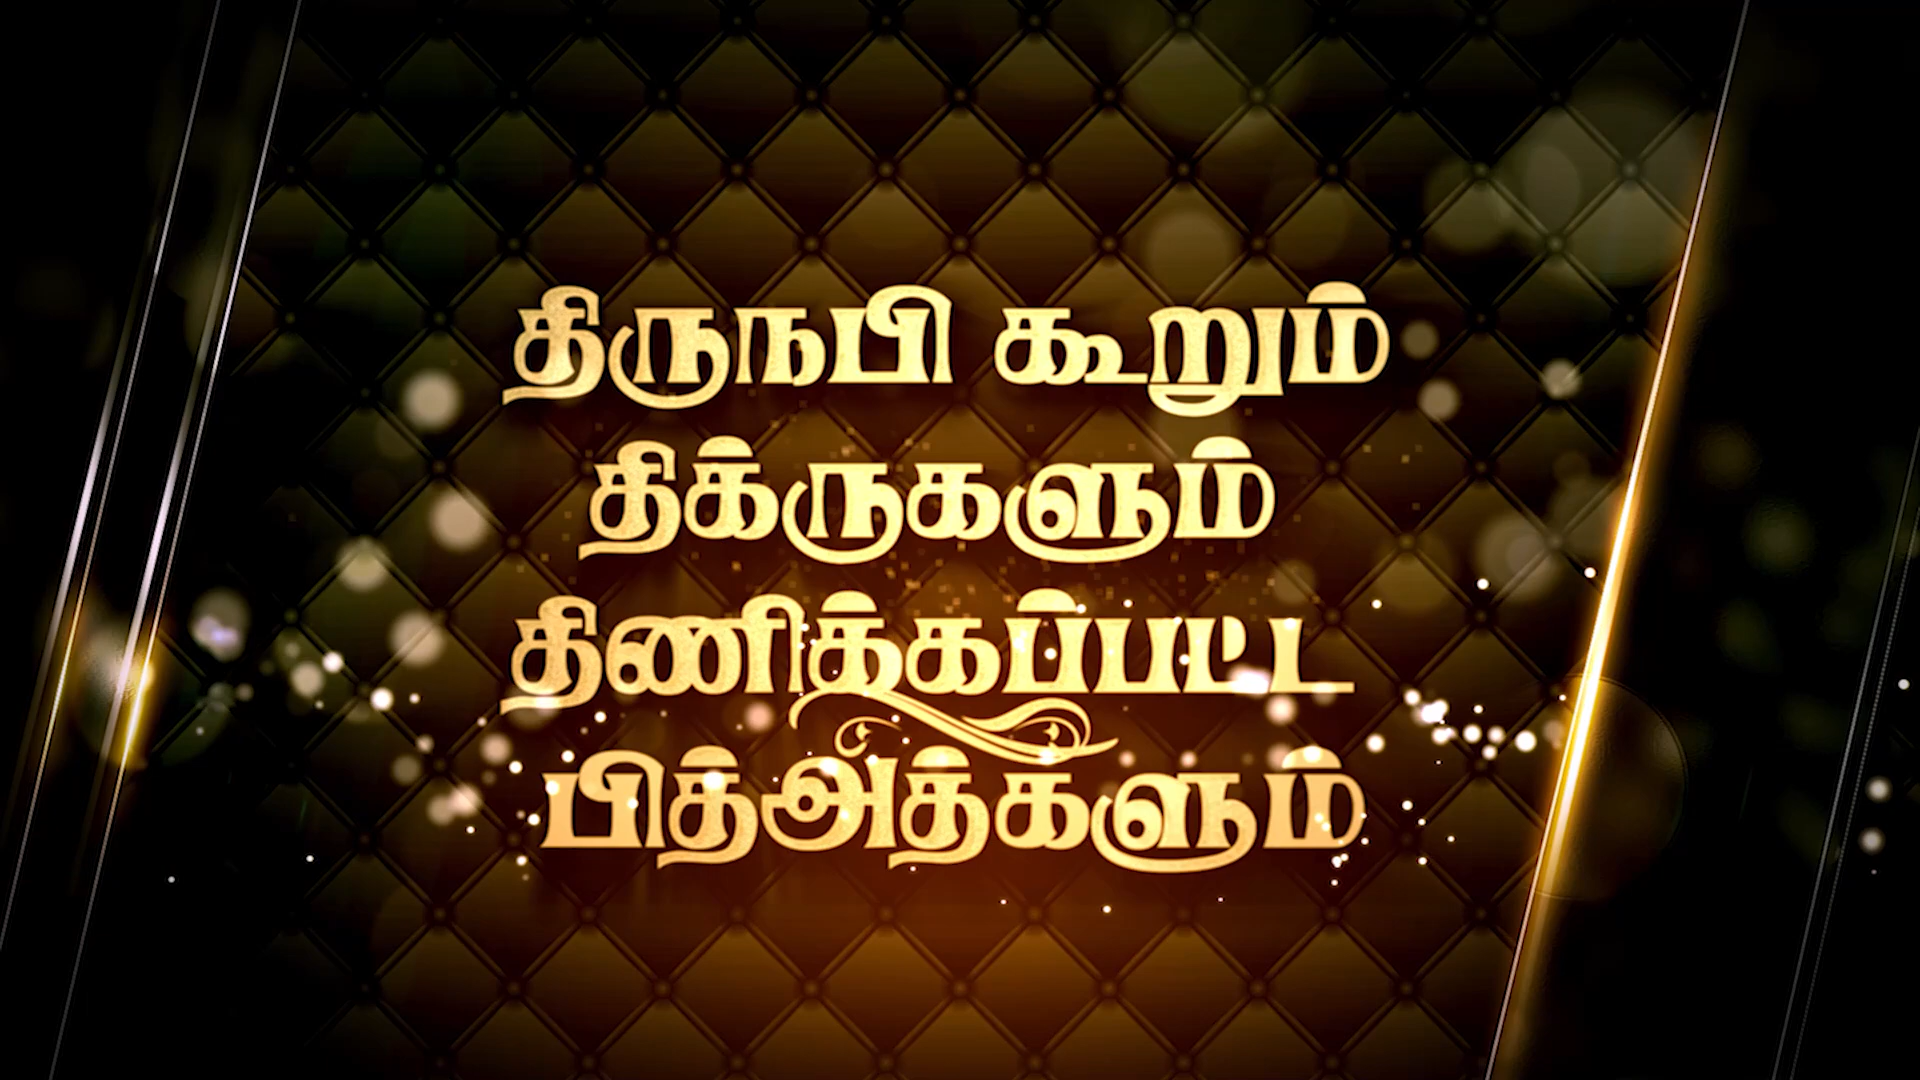 திருநபி கூறும்
திக்ருகளும்
திணிக்கப்பட்ட
பித்அத்களும்